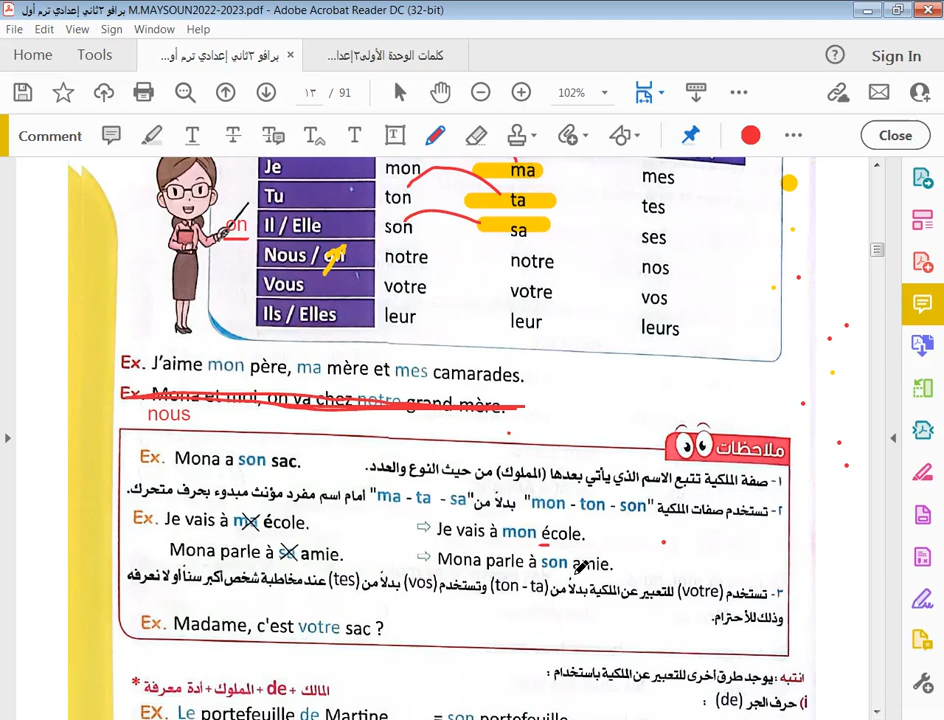 M.MAYSOUN2022-2023.pdf برافو ٢ثاني إعدادي ترم أول - Adobe Acrobat Reader DC (32-bit)
File Edit View Sign Window Help
Home Tools برافو ٢ثاني إعدادي ترم أو... × كلمات الوحدة الأولى٢إعدا... Sign In
١٣ / 91 102%
Comment Close
Je mon ma mes
Tu ton ta tes
on Il / Elle son sa ses
Nous / on notre notre nos
Vous votre votre vos
Ils / Elles leur leur leurs
Ex. J'aime mon père, ma mère et mes camarades.
Ex. Mona et moi, on va chez notre grand-mère.
nous
ملاحظات
Ex. Mona a son sac.
١- صفة الملكية تتبع الاسم الذي يأتي بعدها (المملوك) من حيث النوع والعدد.
٢- تستخدم صفات الملكية "mon - ton - son" بدلاً من "ma - ta - sa" امام اسم مفرد مؤنث مبدوء بحرف متحرك.
Ex. Je vais à ma école. ⇨ Je vais à mon école.
Mona parle à sa amie. ⇨ Mona parle à son amie.
٣- تستخدم (votre) للتعبير عن الملكية بدلاً من (ton - ta) وتستخدم (vos) بدلاً من (tes) عند مخاطبة شخص أكبر سناً أو لا نعرفه
وذلك للأحترام.
Ex. Madame, c'est votre sac ?
انتبه : يوجد طرق أخرى للتعبير عن الملكية باستخدام :
* المالك + de + المملوك + أداة معرفة
i) حرف الجر (de) :
EX. Le portefeuille de Martine = son portefeuille